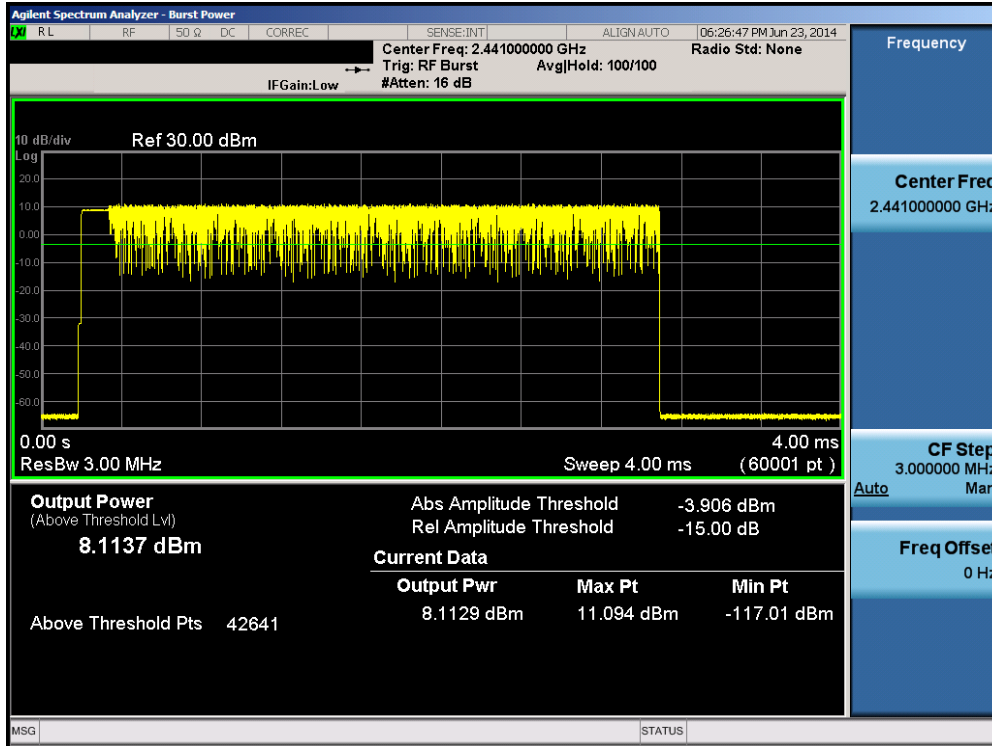 Agilent Spectrum Analyzer - Burst Power
LXI RL RF 50 Ω DC CORREC SENSE:INT ALIGN AUTO 06:26:47 PM Jun 23, 2014
Center Freq: 2.441000000 GHz Radio Std: None
Trig: RF Burst Avg|Hold: 100/100
IFGain:Low #Atten: 16 dB
10 dB/div Ref 30.00 dBm
Log
20.0
10.0
0.00
-10.0
-20.0
-30.0
-40.0
-50.0
-60.0
0.00 s 4.00 ms
ResBw 3.00 MHz Sweep 4.00 ms (60001 pt)
Output Power
(Above Threshold Lvl)
8.1137 dBm
Above Threshold Pts 42641
Abs Amplitude Threshold -3.906 dBm
Rel Amplitude Threshold -15.00 dB
Current Data
Output Pwr Max Pt Min Pt
8.1129 dBm 11.094 dBm -117.01 dBm
Frequency
Center Freq
2.441000000 GHz
CF Step
3.000000 MHz
Auto Man
Freq Offset
0 Hz
MSG STATUS